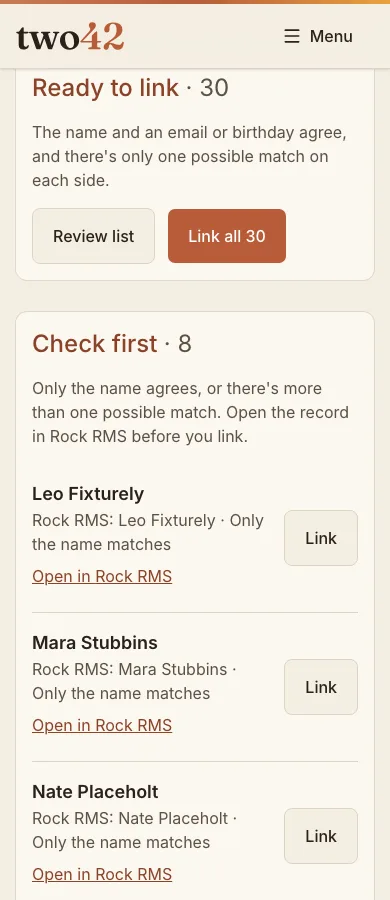 two42
☰ Menu
Ready to link · 30
The name and an email or birthday agree,
and there's only one possible match on
each side.
Review list
Link all 30
Check first · 8
Only the name agrees, or there's more
than one possible match. Open the record
in Rock RMS before you link.
Leo Fixturely
Rock RMS: Leo Fixturely · Only
the name matches
Open in Rock RMS
Link
Mara Stubbins
Rock RMS: Mara Stubbins ·
Only the name matches
Open in Rock RMS
Link
Nate Placeholt
Rock RMS: Nate Placeholt ·
Only the name matches
Open in Rock RMS
Link